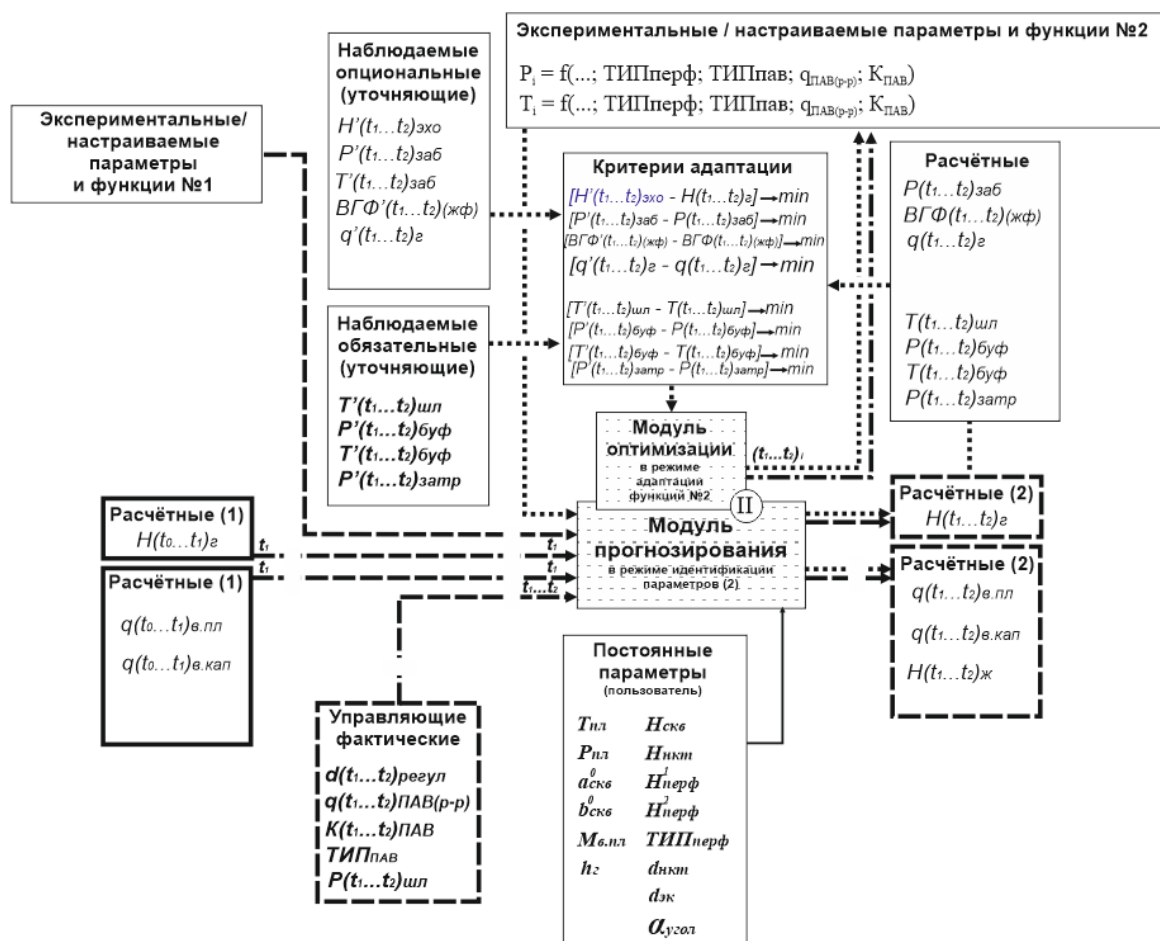 Экспериментальные / настраиваемые параметры и функции №2
P_i = f(...; ТИПперф; ТИПпав; q_ПАВ(р-р); К_ПАВ)
T_i = f(...; ТИПперф; ТИПпав; q_ПАВ(р-р); К_ПАВ)
Наблюдаемые
опциональные
(уточняющие)
H'(t₁...t₂)эхо
P'(t₁...t₂)заб
T'(t₁...t₂)заб
ВГФ'(t₁...t₂)(жф)
q'(t₁...t₂)г
Экспериментальные/
настраиваемые
параметры
и функции №1
Критерии адаптации
[H'(t₁...t₂)эхо - H(t₁...t₂)г]→min
[P'(t₁...t₂)заб - P(t₁...t₂)заб]→min
[ВГФ'(t₁...t₂)(жф) - ВГФ(t₁...t₂)(жф)]→min
[q'(t₁...t₂)г - q(t₁...t₂)г]→min
[T'(t₁...t₂)шл - T(t₁...t₂)шл]→min
[P'(t₁...t₂)буф - P(t₁...t₂)буф]→min
[T'(t₁...t₂)буф - T(t₁...t₂)буф]→min
[P'(t₁...t₂)затр - P(t₁...t₂)затр]→min
Расчётные
P(t₁...t₂)заб
ВГФ(t₁...t₂)(жф)
q(t₁...t₂)г
T(t₁...t₂)шл
P(t₁...t₂)буф
T(t₁...t₂)буф
P(t₁...t₂)затр
Наблюдаемые
обязательные
(уточняющие)
T'(t₁...t₂)шл
P'(t₁...t₂)буф
T'(t₁...t₂)буф
P'(t₁...t₂)затр
Модуль
оптимизации
в режиме
адаптации
функций №2
(t₁...t₂)ᵢ
II
Модуль
прогнозирования
в режиме идентификации
параметров (2)
Расчётные (1)
H(t₀...t₁)г
t₁
t₁
Расчётные (1)
q(t₀...t₁)в.пл
q(t₀...t₁)в.кап
t₁
t₁
t₁...t₂
Расчётные (2)
H(t₁...t₂)г
Расчётные (2)
q(t₁...t₂)в.пл
q(t₁...t₂)в.кап
H(t₁...t₂)ж
Управляющие
фактические
d(t₁...t₂)регул
q(t₁...t₂)ПАВ(р-р)
K(t₁...t₂)ПАВ
ТИППАВ
P(t₁...t₂)шл
Постоянные
параметры
(пользователь)
Tпл Hскв
Pпл Hнкт
a⁰скв H¹перф
b⁰скв H²перф
Mв.пл ТИПперф
hг dнкт
dэк
αугол